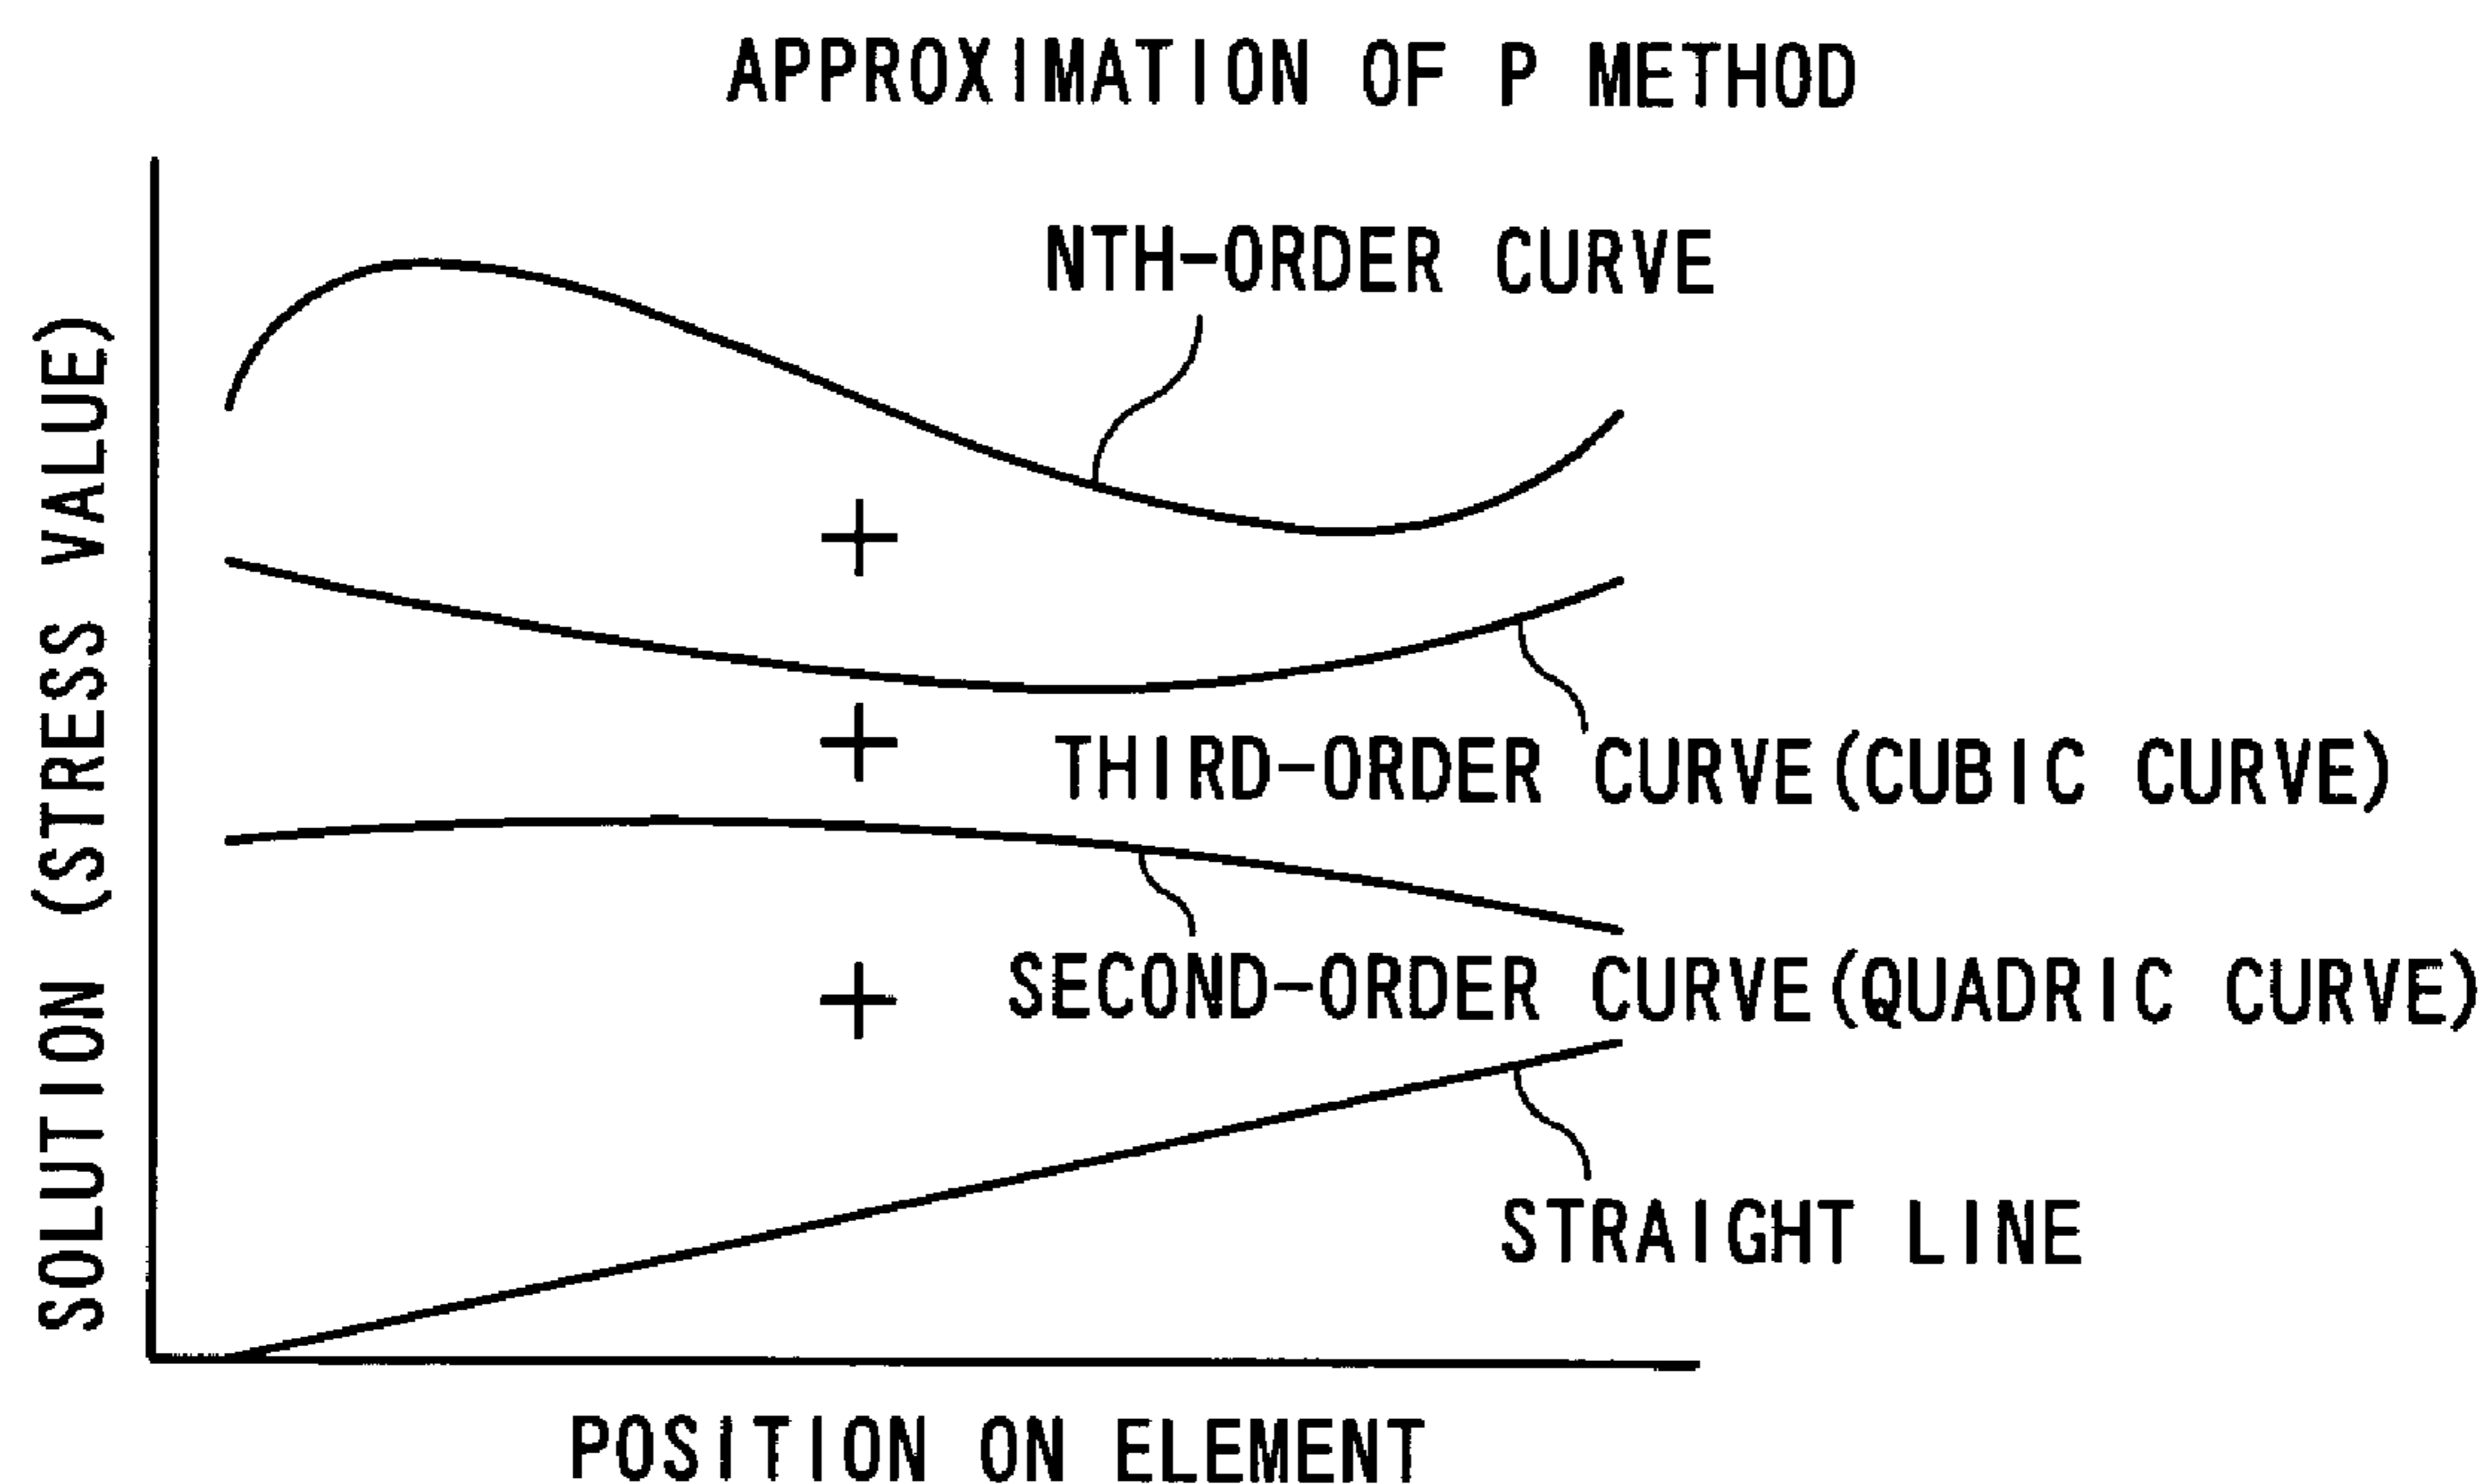 APPROXIMATION OF P METHOD
NTH-ORDER CURVE
+
+
THIRD-ORDER CURVE(CUBIC CURVE)
+
SECOND-ORDER CURVE(QUADRIC CURVE)
STRAIGHT LINE
SOLUTION (STRESS VALUE)
POSITION ON ELEMENT